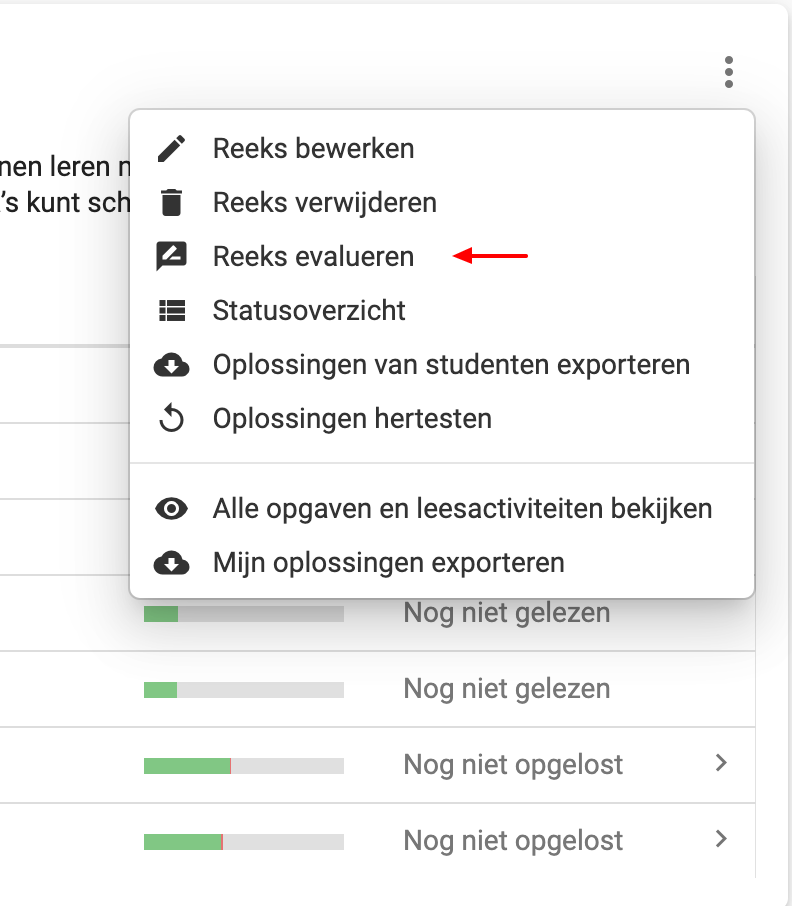 nen leren n
's kunt sch
Reeks bewerken
Reeks verwijderen
Reeks evalueren
Statusoverzicht
Oplossingen van studenten exporteren
Oplossingen hertesten
Alle opgaven en leesactiviteiten bekijken
Mijn oplossingen exporteren
Nog niet gelezen
Nog niet gelezen
Nog niet opgelost
Nog niet opgelost